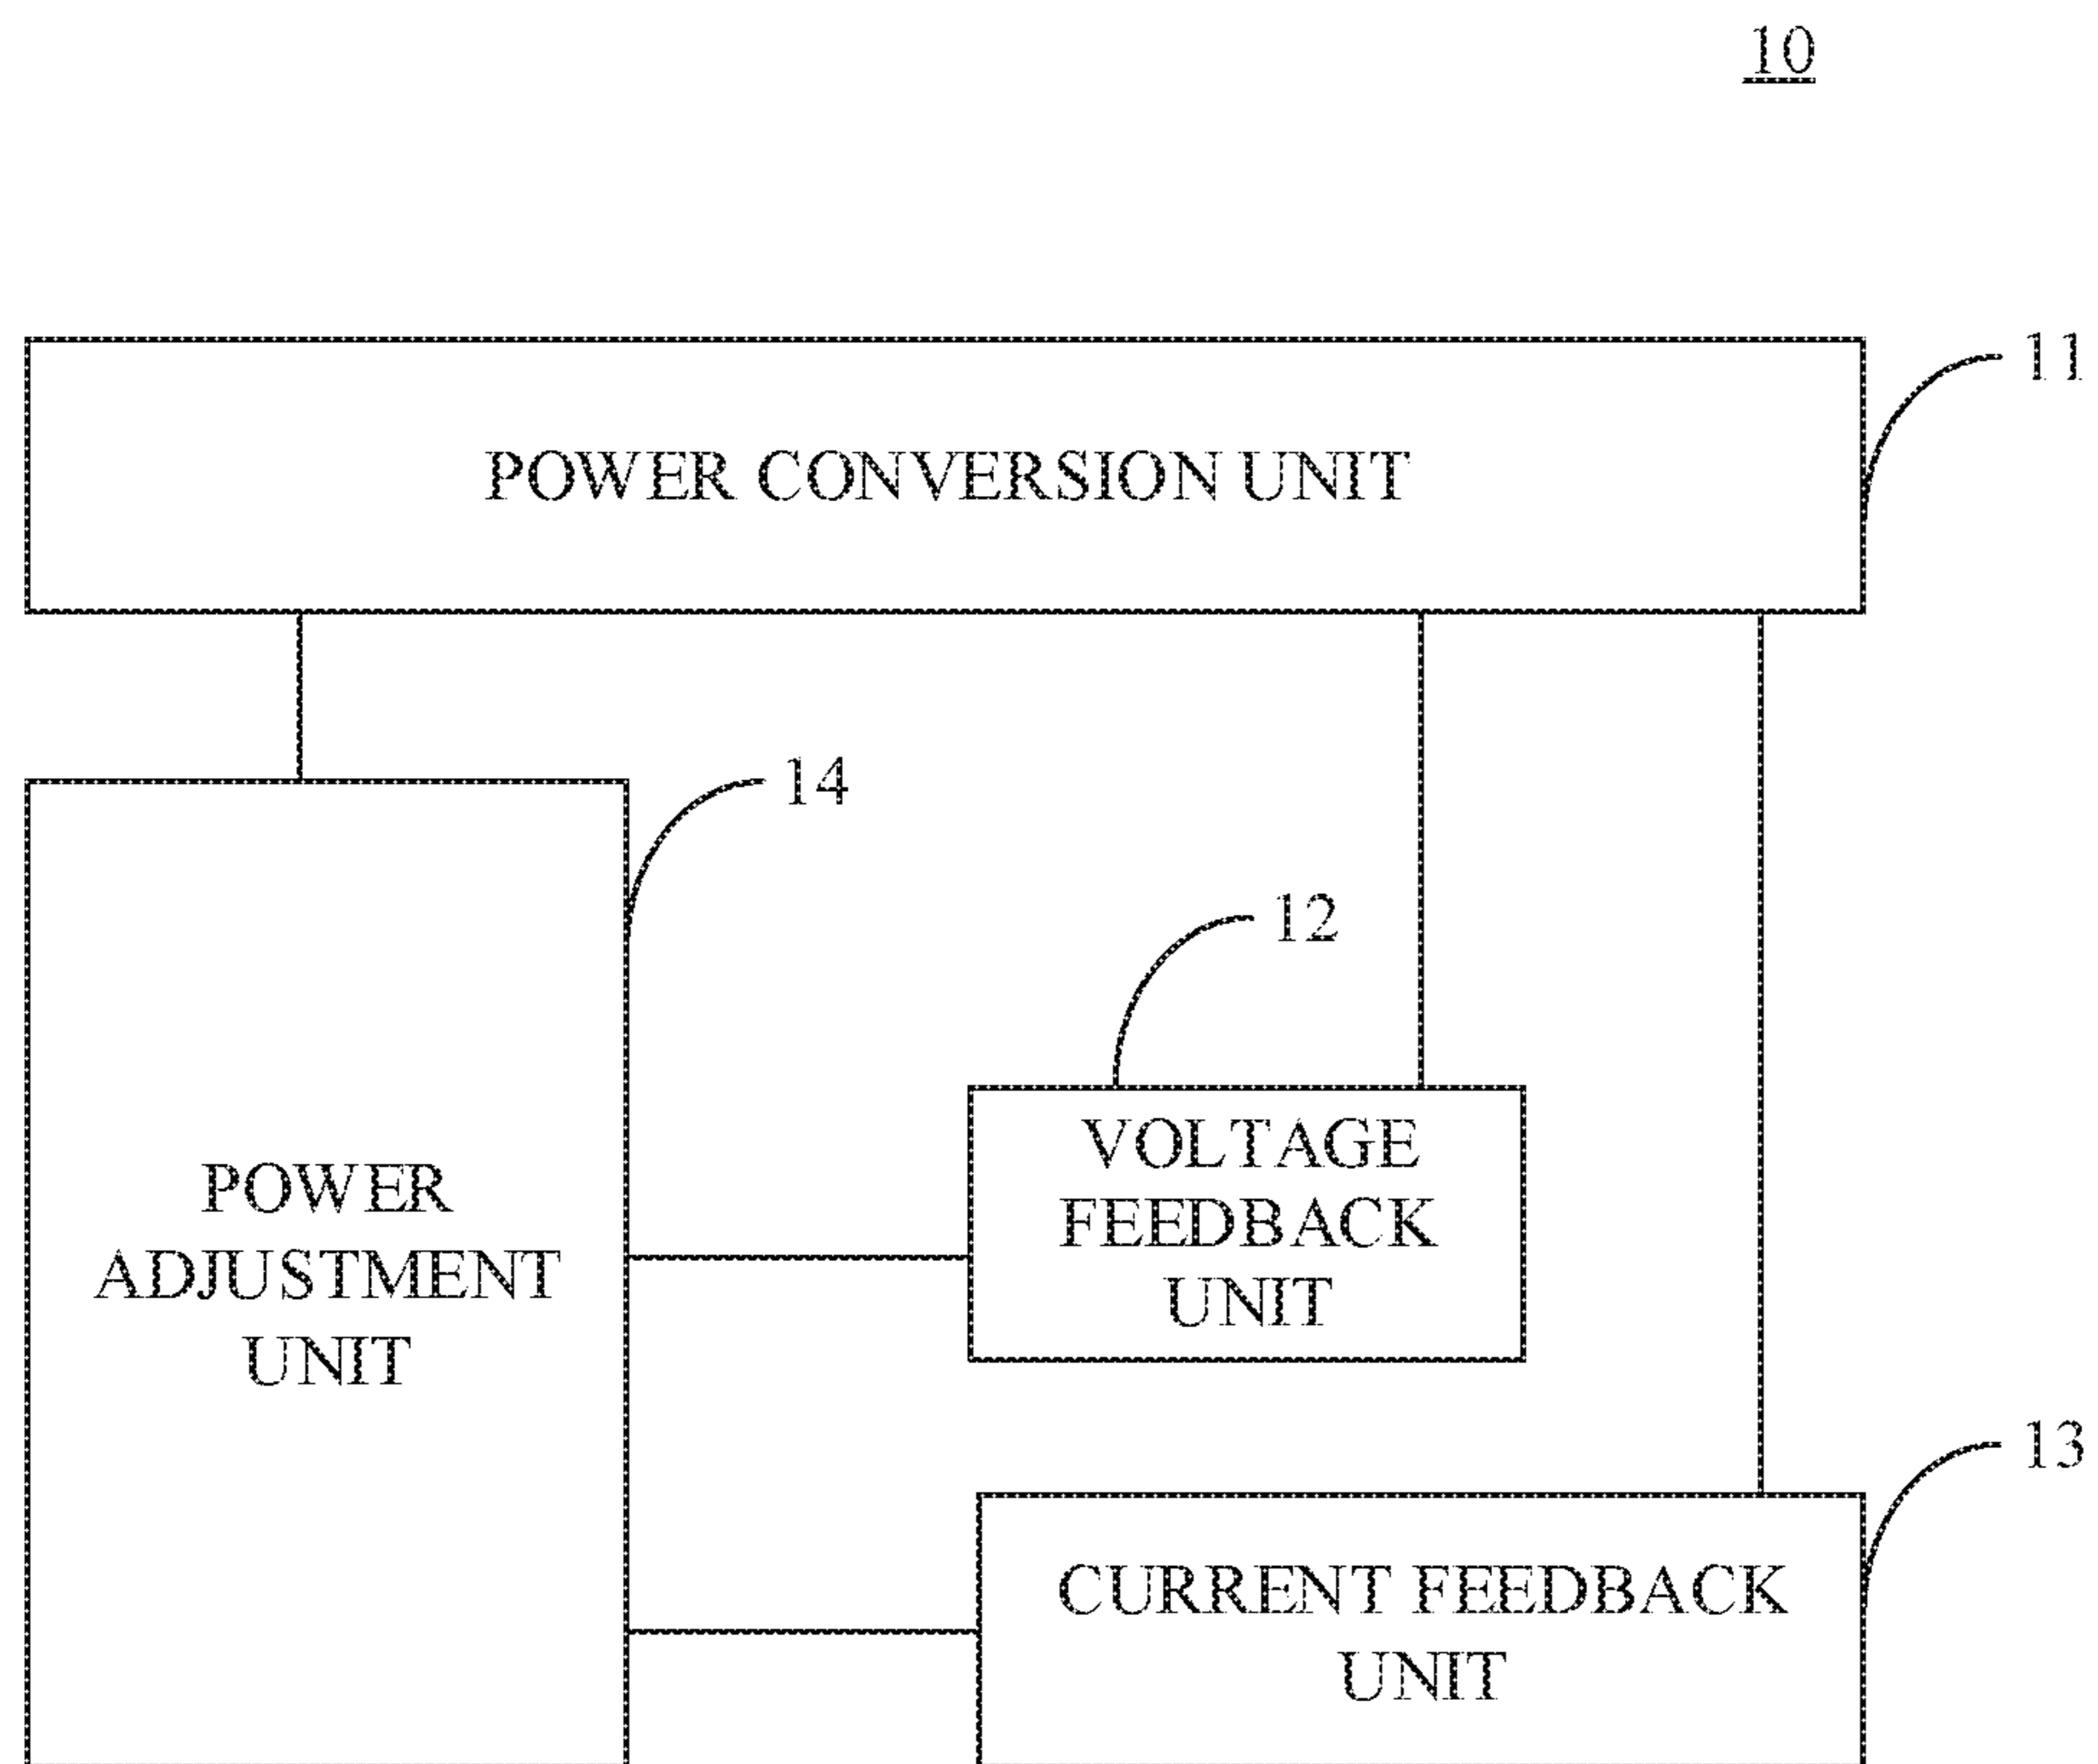 10
11
POWER CONVERSION UNIT
14
12
VOLTAGE
FEEDBACK
UNIT
POWER
ADJUSTMENT
UNIT
13
CURRENT FEEDBACK
UNIT